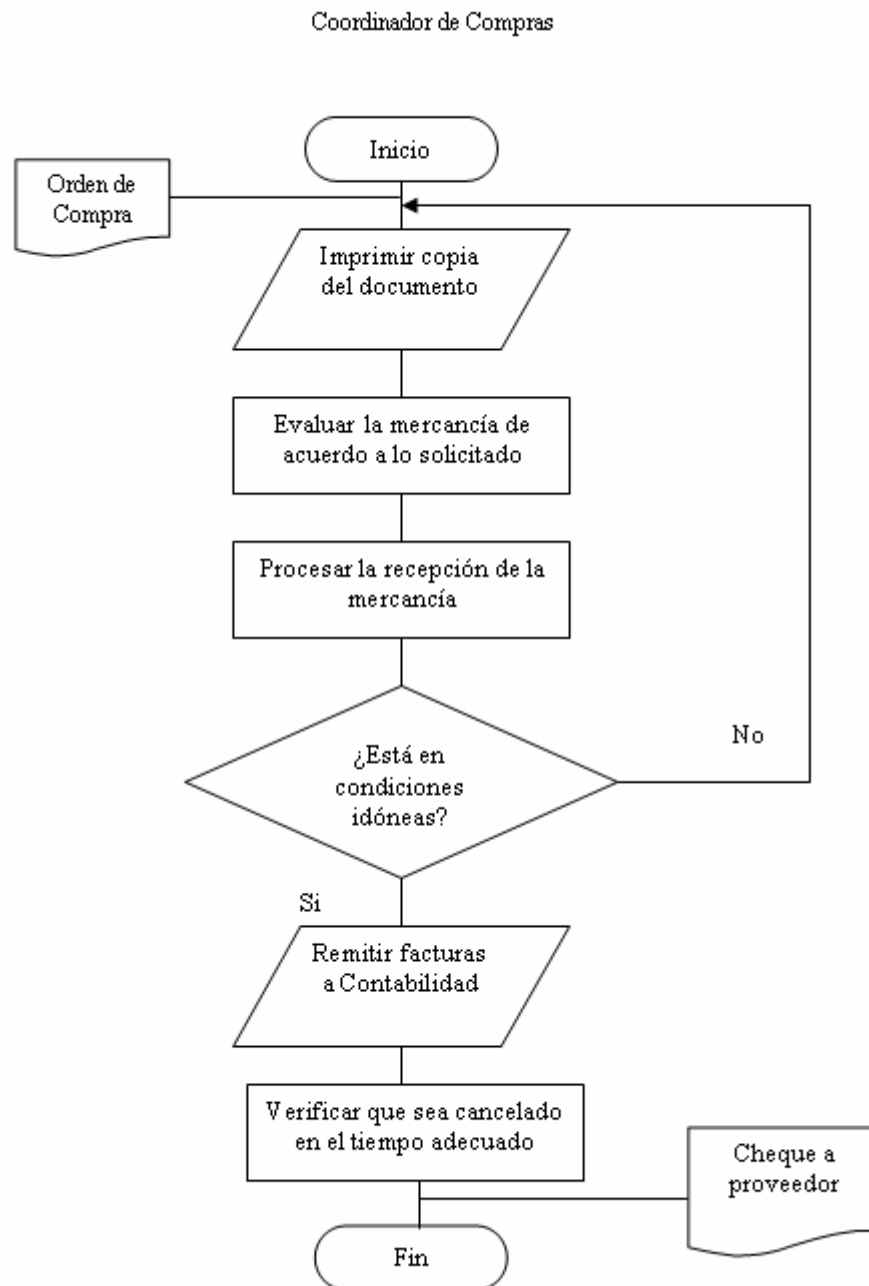 Coordinador de Compras
Inicio
Orden de
Compra
Imprimir copia
del documento
Evaluar la mercancía de
acuerdo a lo solicitado
Procesar la recepción de la
mercancía
¿Está en
condiciones
idóneas?
No
Si
Remitir facturas
a Contabilidad
Verificar que sea cancelado
en el tiempo adecuado
Cheque a
proveedor
Fin